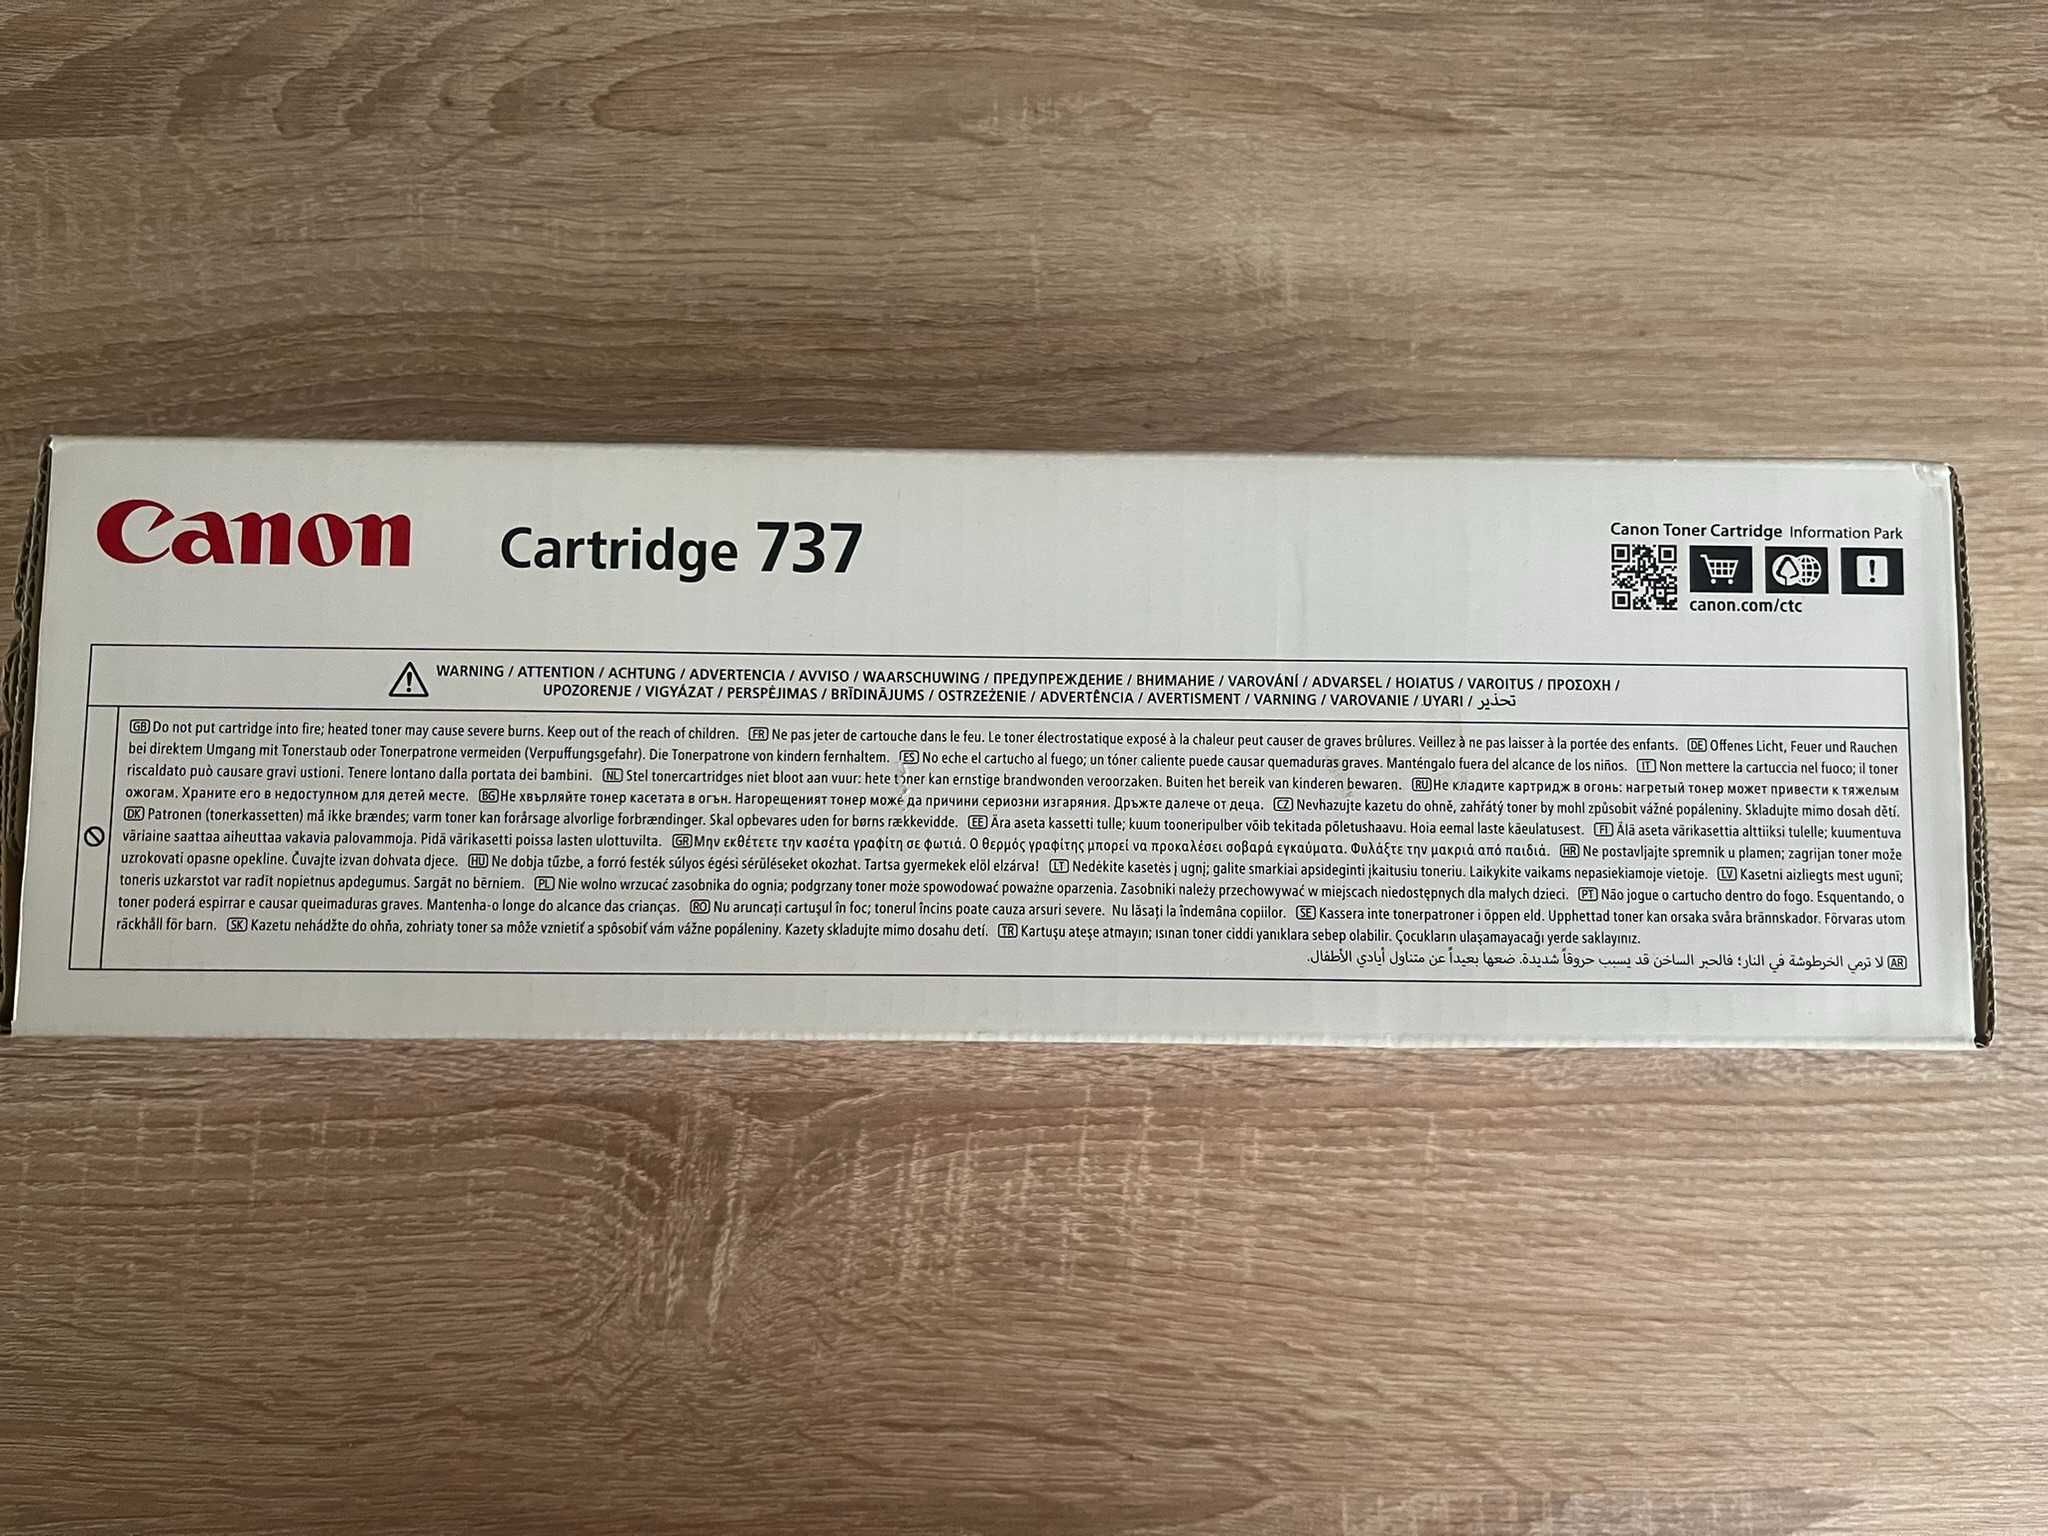 Canon Cartridge 737
Canon Toner Cartridge Information Park
canon.com/ctc
WARNING / ATTENTION / ACHTUNG / ADVERTENCIA / AVVISO / WAARSCHUWING / ПРЕДУПРЕЖДЕНИЕ / ВНИМАНИЕ / VAROVÁNÍ / ADVARSEL / HOIATUS / VAROITUS / ΠΡΟΣΟΧΗ /
UPOZORENJE / VIGYÁZAT / PERSPĖJIMAS / BRĪDINĀJUMS / OSTRZEŻENIE / ADVERTÊNCIA / AVERTISMENT / VARNING / VAROVANIE / UYARI / تحذير
GB Do not put cartridge into fire; heated toner may cause severe burns. Keep out of the reach of children. FR Ne pas jeter de cartouche dans le feu. Le toner électrostatique exposé à la chaleur peut causer de graves brûlures. Veillez à ne pas laisser à la portée des enfants. DE Offenes Licht, Feuer und Rauchen
bei direktem Umgang mit Tonerstaub oder Tonerpatrone vermeiden (Verpuffungsgefahr). Die Tonerpatrone von kindern fernhaltem. ES No eche el cartucho al fuego; un tóner caliente puede causar quemaduras graves. Manténgalo fuera del alcance de los niños. IT Non mettere la cartuccia nel fuoco; il toner
riscaldato può causare gravi ustioni. Tenere lontano dalla portata dei bambini. NL Stel tonercartridges niet bloot aan vuur: hete toner kan ernstige brandwonden veroorzaken. Buiten het bereik van kinderen bewaren. RU Не кладите картридж в огонь: нагретый тонер может привести к тяжелым
ожогам. Храните его в недоступном для детей месте. BG Не хвърляйте тонер касетата в огън. Нагорещеният тонер може да причини сериозни изгаряния. Дръжте далече от деца. CZ Nevhazujte kazetu do ohně, zahřátý toner by mohl způsobit vážné popáleniny. Skladujte mimo dosah dětí.
DK Patronen (tonerkassetten) må ikke brændes; varm toner kan forårsage alvorlige forbrændinger. Skal opbevares uden for børns rækkevidde. EE Ära aseta kassetti tulle; kuum tooneripulber võib tekitada põletushaavu. Hoia eemal laste käeulatusest. FI Älä aseta värikasettia alttiiksi tulelle; kuumentuva
väriaine saattaa aiheuttaa vakavia palovammoja. Pidä värikasetti poissa lasten ulottuvilta. GR Μην εκθέτετε την κασέτα γραφίτη σε φωτιά. Ο θερμός γραφίτης μπορεί να προκαλέσει σοβαρά εγκαύματα. Φυλάξτε την μακριά από παιδιά. HR Ne postavljajte spremnik u plamen; zagrijan toner može
uzrokovati opasne opekline. Čuvajte izvan dohvata djece. HU Ne dobja tűzbe, a forró festék súlyos égési sérüléseket okozhat. Tartsa gyermekek elől elzárva! LT Nedėkite kasetės į ugnį; galite smarkiai apsideginti įkaitusiu toneriu. Laikykite vaikams nepasiekiamoje vietoje. LV Kasetni aizliegts mest ugunī;
toneris uzkarstot var radīt nopietnus apdegumus. Sargāt no bērniem. PL Nie wolno wrzucać zasobnika do ognia; podgrzany toner może spowodować poważne oparzenia. Zasobniki należy przechowywać w miejscach niedostępnych dla małych dzieci. PT Não jogue o cartucho dentro do fogo. Esquentando, o
toner poderá espirrar e causar queimaduras graves. Mantenha-o longe do alcance das crianças. RO Nu aruncați cartușul în foc; tonerul încins poate cauza arsuri severe. Nu lăsați la îndemâna copiilor. SE Kassera inte tonerpatroner i öppen eld. Upphettad toner kan orsaka svåra brännskador. Förvaras utom
räckhåll för barn. SK Kazetu nehádžte do ohňa, zohriaty toner sa môže vznietiť a spôsobiť vám vážne popáleniny. Kazety skladujte mimo dosahu detí. TR Kartuşu ateşe atmayın; ısınan toner ciddi yanıklara sebep olabilir. Çocukların ulaşamayacağı yerde saklayınız.
AR لا ترمي الخرطوشة في النار؛ فالحبر الساخن قد يسبب حروقاً شديدة. ضعها بعيداً عن متناول أيادي الأطفال.